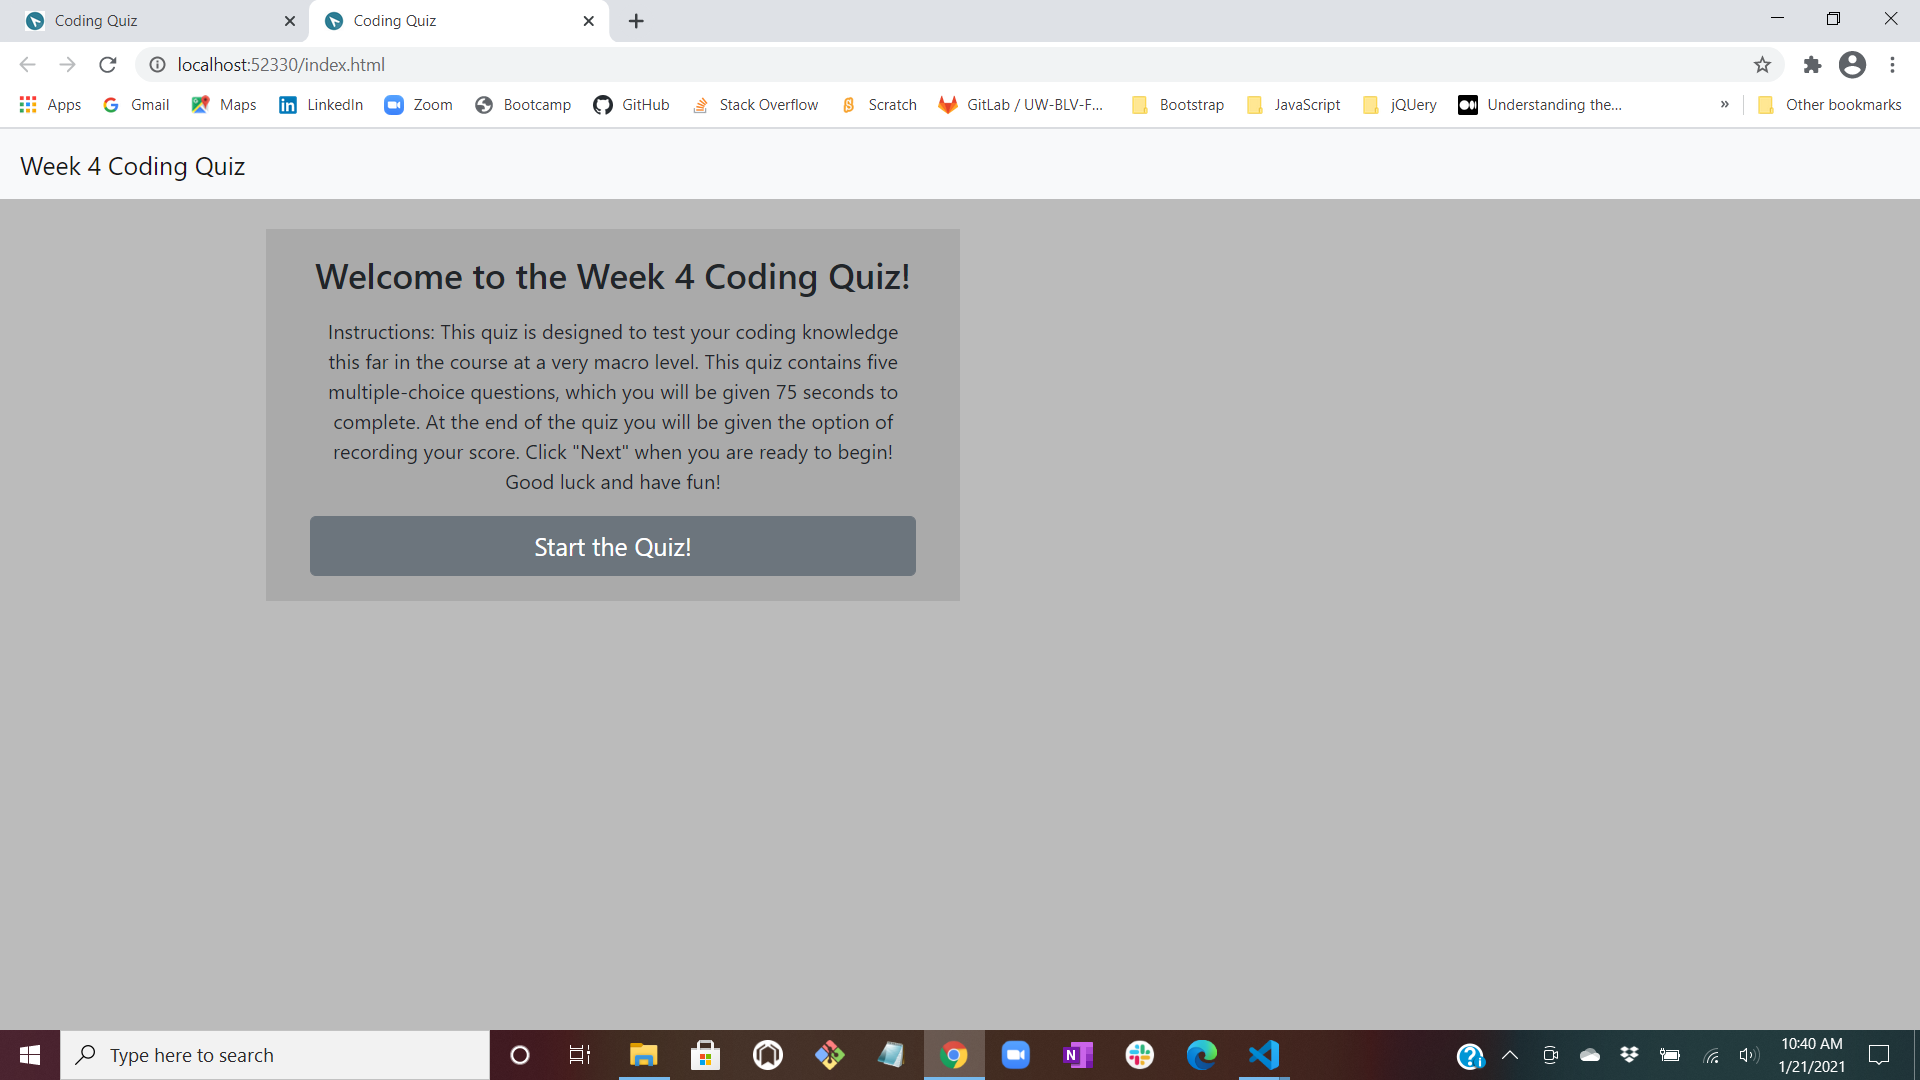 Coding Quiz
Coding Quiz
localhost:52330/index.html
Apps Gmail Maps LinkedIn Zoom Bootcamp GitHub Stack Overflow Scratch GitLab / UW-BLV-F... Bootstrap JavaScript jQUery Understanding the... » Other bookmarks
Week 4 Coding Quiz
Welcome to the Week 4 Coding Quiz!
Instructions: This quiz is designed to test your coding knowledge
this far in the course at a very macro level. This quiz contains five
multiple-choice questions, which you will be given 75 seconds to
complete. At the end of the quiz you will be given the option of
recording your score. Click "Next" when you are ready to begin!
Good luck and have fun!
Start the Quiz!
Type here to search
10:40 AM
1/21/2021